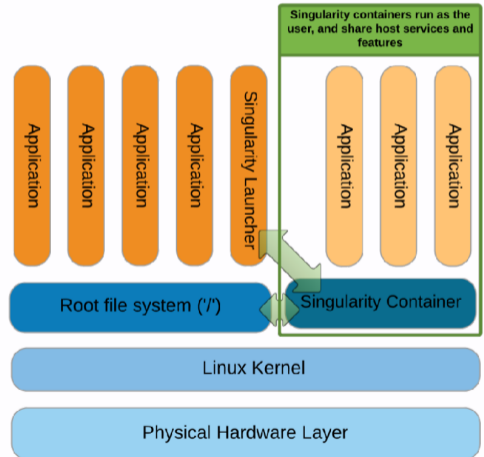 Singularity containers run as the
user, and share host services and
features
Application
Application
Application
Application
Singularity Launcher
Application
Application
Application
Root file system ('/')
Singularity Container
Linux Kernel
Physical Hardware Layer